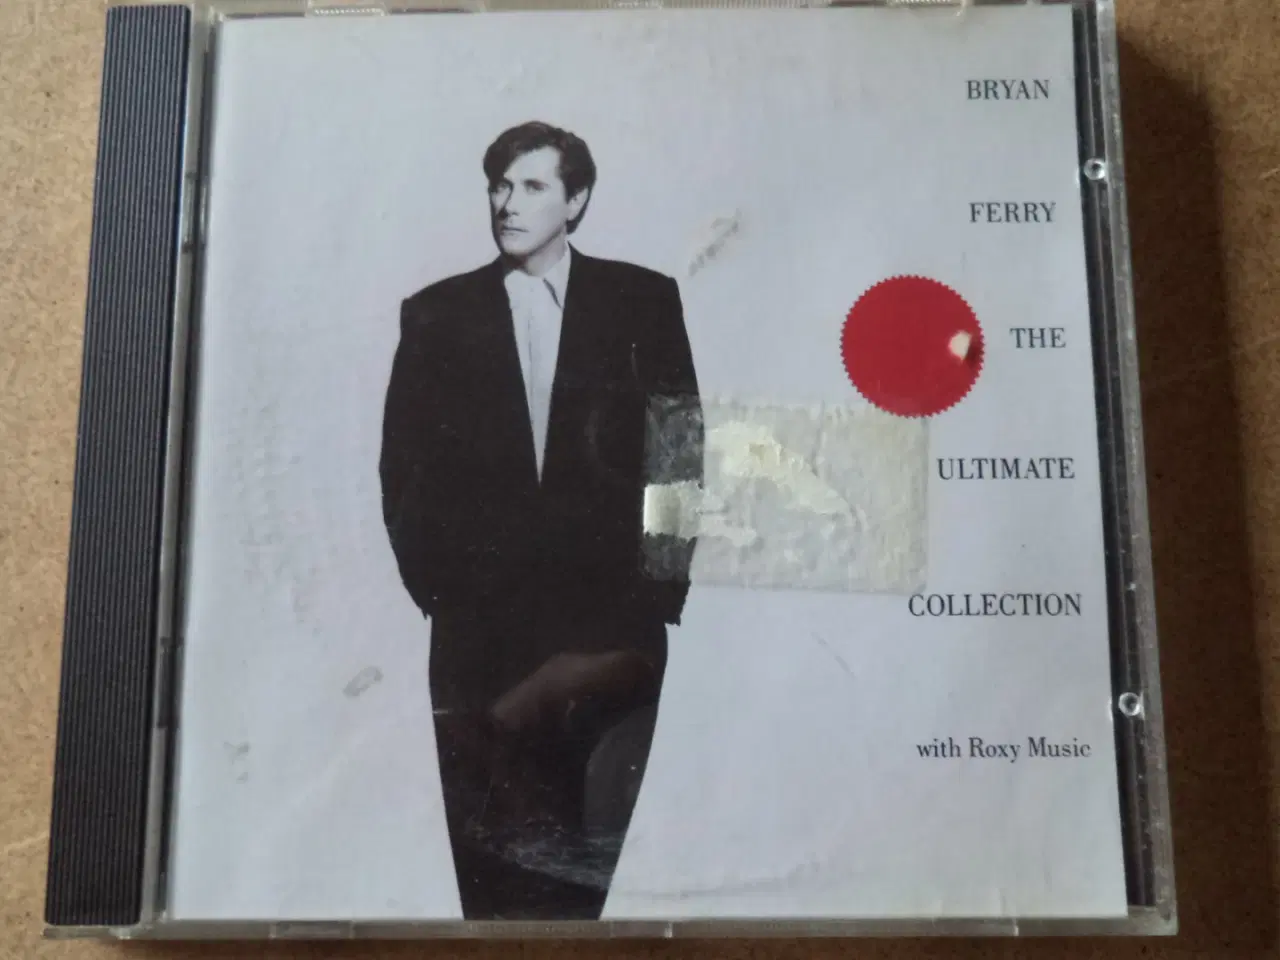 BRYAN
FERRY
THE
ULTIMATE
COLLECTION
with Roxy Music